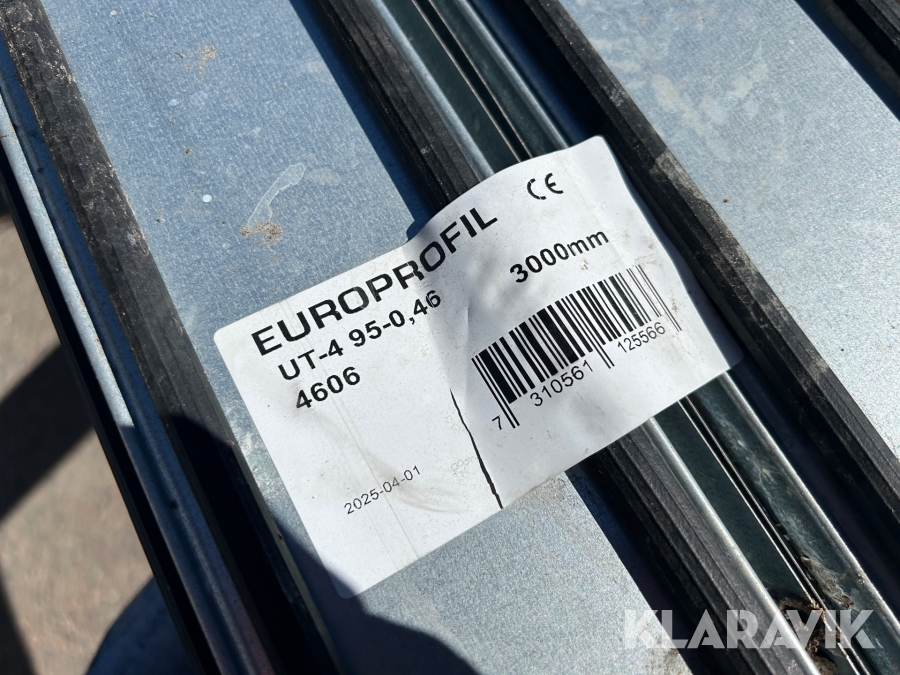 EUROPROFIL
CE
UT-4 95-0,46
3000mm
4606
7 310561 125566
2025-04-01
KLARAVIK